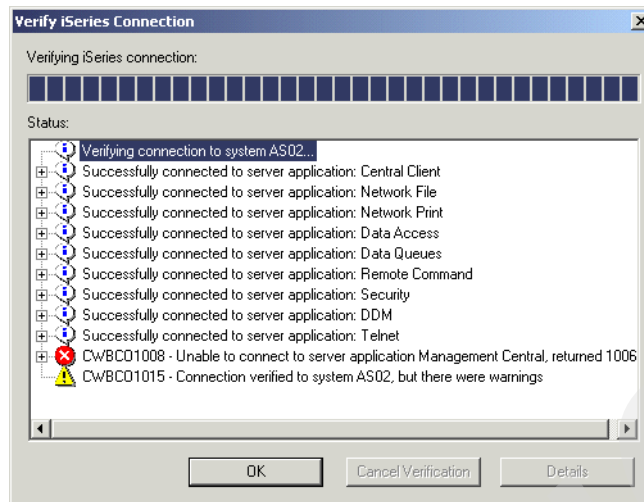 Verify iSeries Connection
Verifying iSeries connection:
Status:
Verifying connection to system AS02...
Successfully connected to server application: Central Client
Successfully connected to server application: Network File
Successfully connected to server application: Network Print
Successfully connected to server application: Data Access
Successfully connected to server application: Data Queues
Successfully connected to server application: Remote Command
Successfully connected to server application: Security
Successfully connected to server application: DDM
Successfully connected to server application: Telnet
CWBCO1008 - Unable to connect to server application Management Central, returned 1006
CWBCO1015 - Connection verified to system AS02, but there were warnings
OK Cancel Verification Details